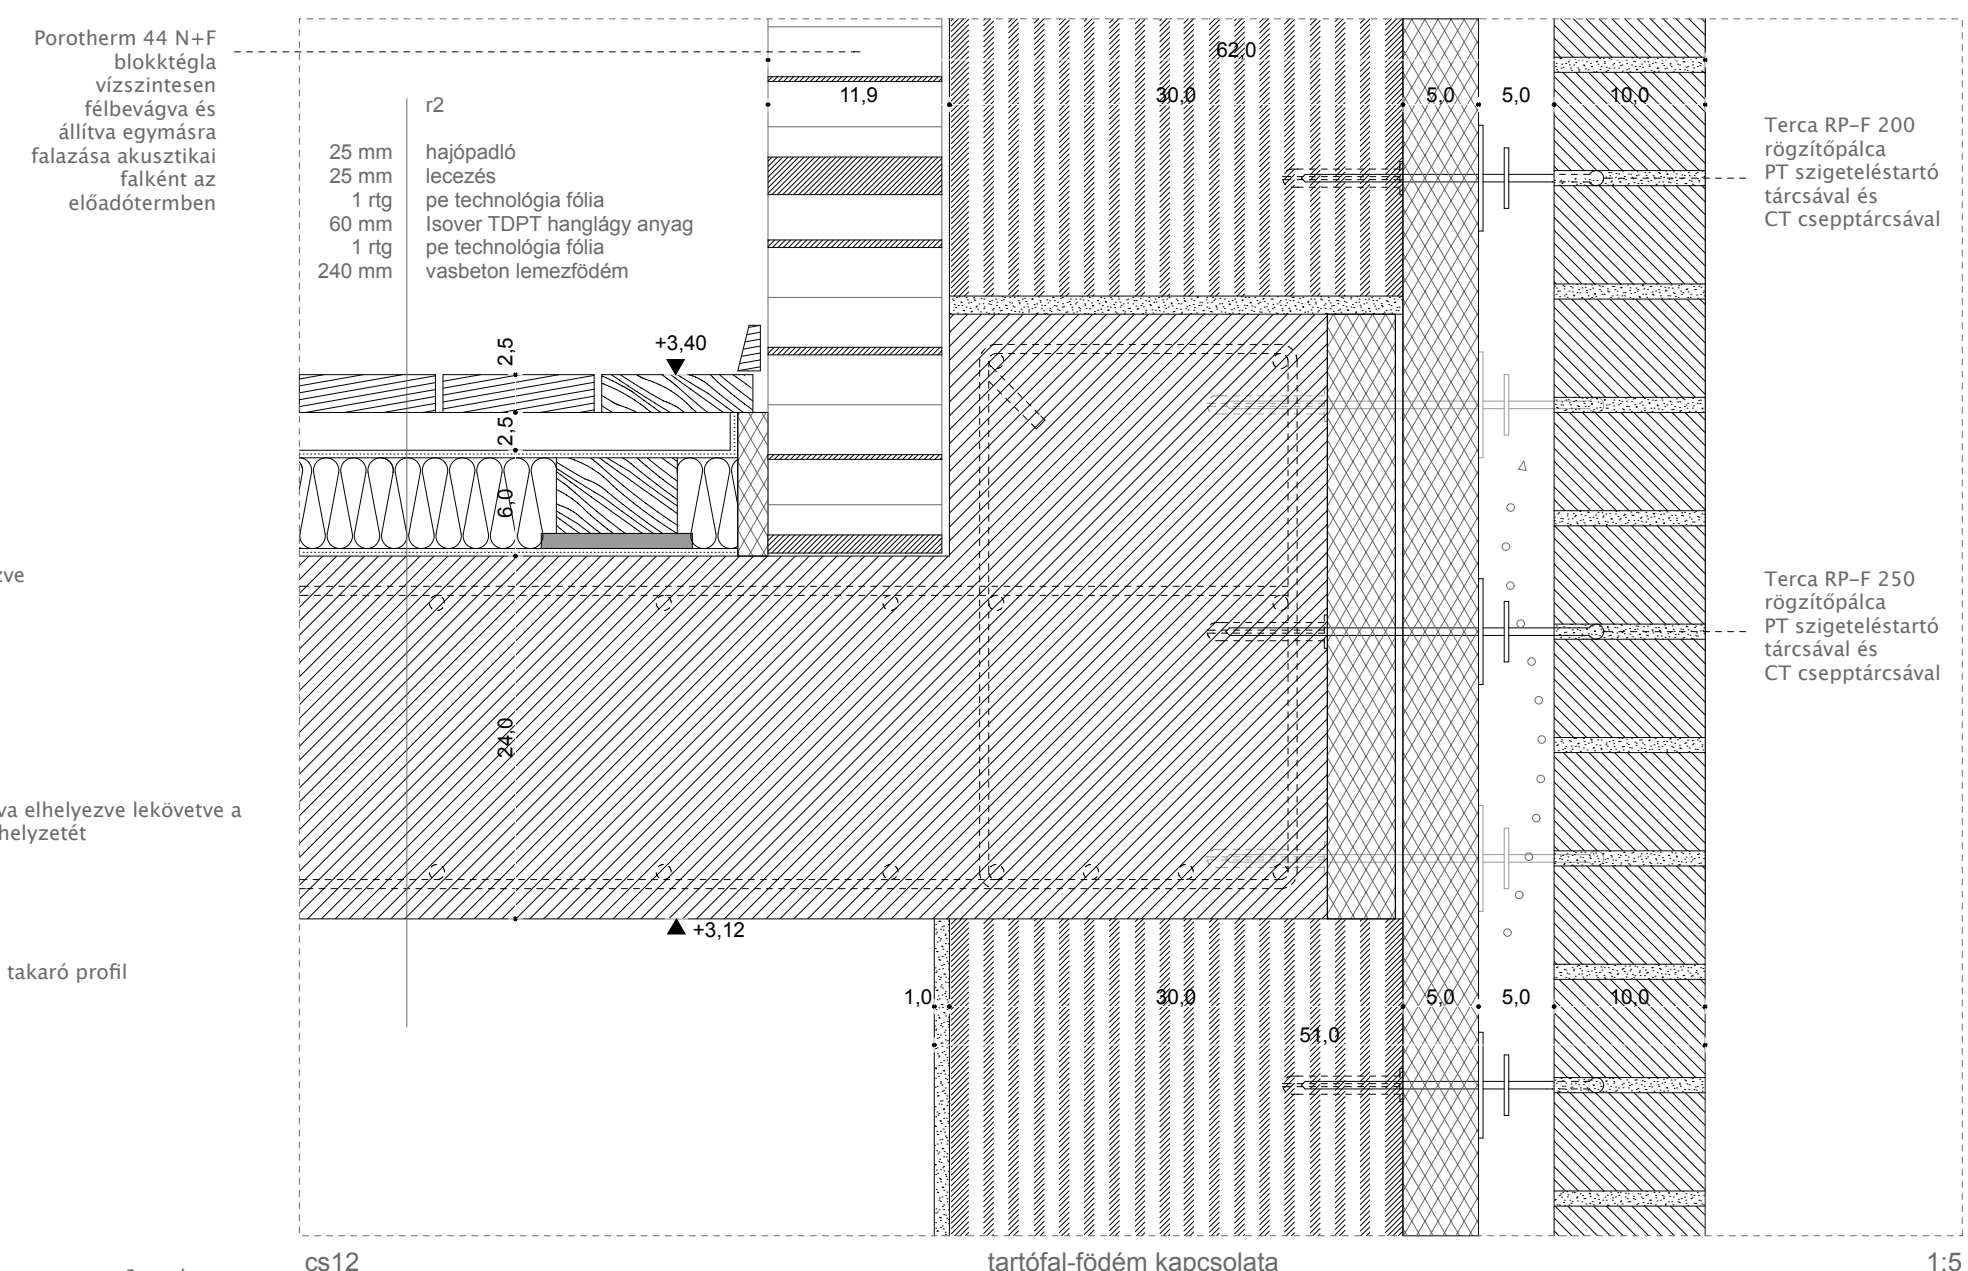 Porotherm 44 N+F
blokktégla
vízszintesen
félbevágva és
állítva egymásra
falazása akusztikai
falként az
előadótermben
r2
25 mm hajópadló
25 mm lecezés
1 rtg pe technológia fólia
60 mm Isover TDPT hanglágy anyag
1 rtg pe technológia fólia
240 mm vasbeton lemezfödém
62,0
11,9
30,0
5,0
5,0
10,0
Terca RP-F 200
rögzítőpálca
PT szigeteléstartó
tárcsával és
CT csepptárcsával
2,5
+3,40
2,5
6,0
24,0
+3,12
Terca RP-F 250
rögzítőpálca
PT szigeteléstartó
tárcsával és
CT csepptárcsával
elhelyezve lekövetve a
helyzetét
takaró profil
1,0
30,0
5,0
5,0
10,0
51,0
cs12
tartófal-födém kapcsolata
1:5